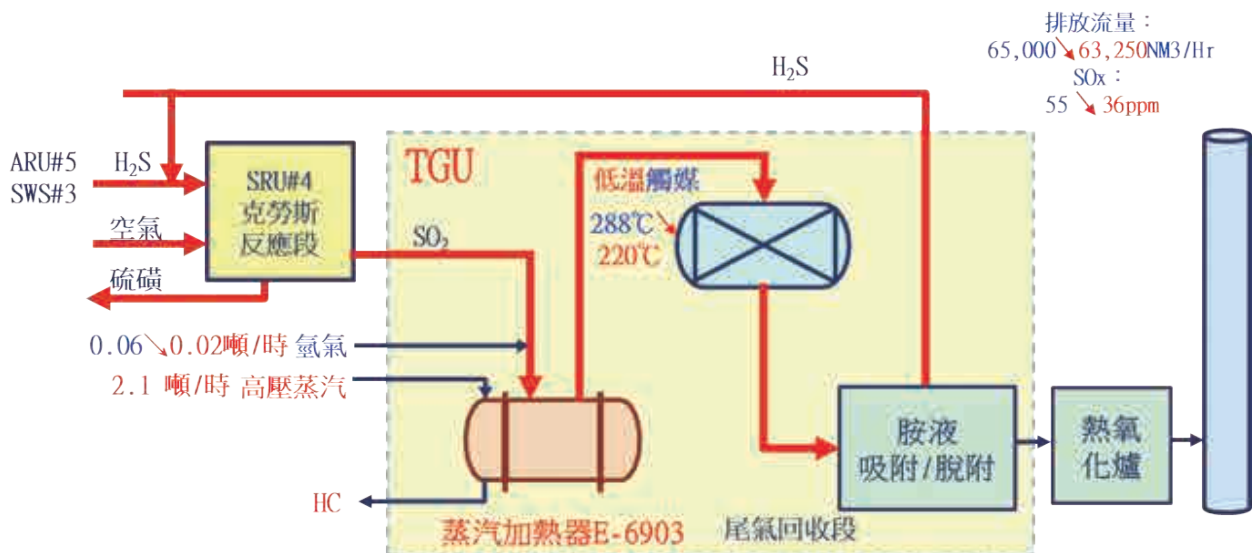 排放流量：
65,000↘63,250NM3/Hr
SOx：
55↘36ppm
H₂S
ARU#5
SWS#3
H₂S
空氣
硫磺
SRU#4
克勞斯
反應段
SO₂
TGU
低溫觸媒
288℃↘
220℃
0.06↘0.02噸/時 氫氣
2.1 噸/時 高壓蒸汽
HC
蒸汽加熱器E-6903
尾氣回收段
胺液
吸附/脫附
熱氧
化爐